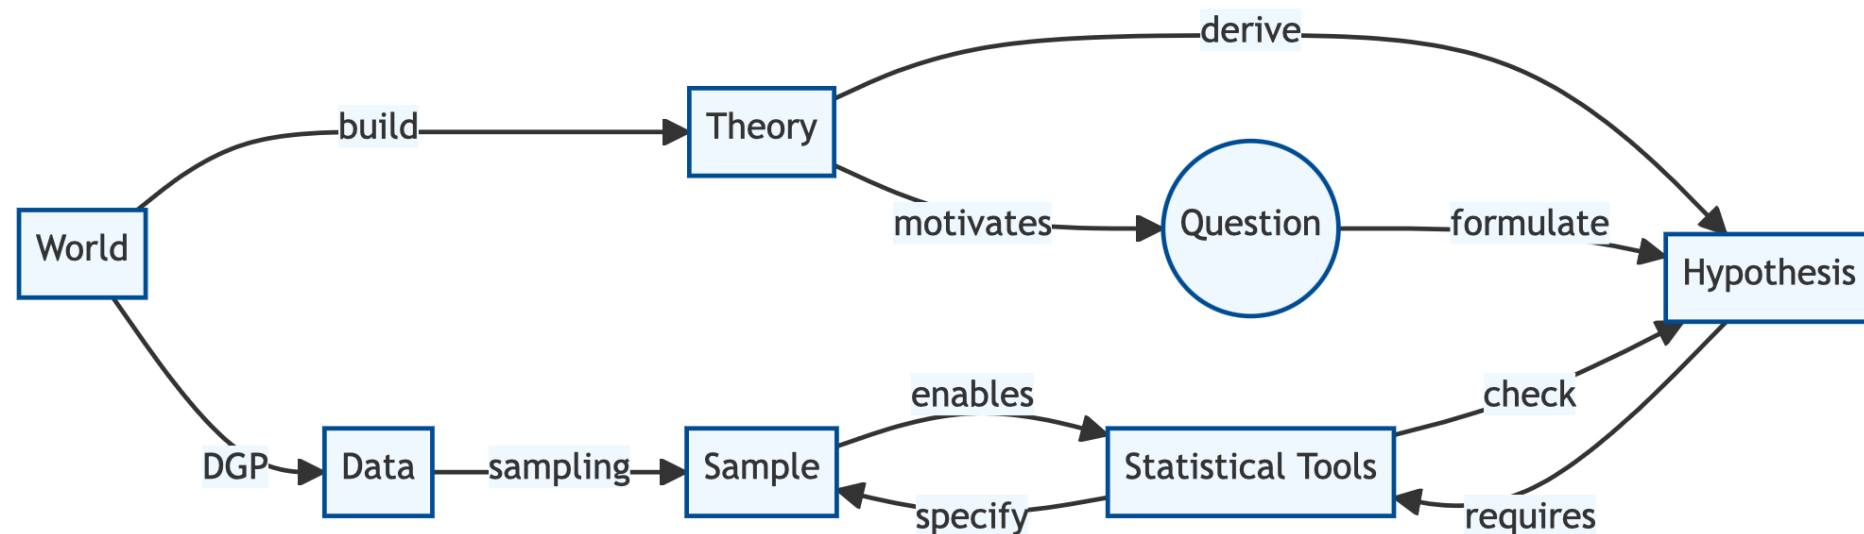 derive
build
Theory
motivates
Question
formulate
World
Hypothesis
enables
check
DGP
Data
sampling
Sample
Statistical Tools
specify
requires